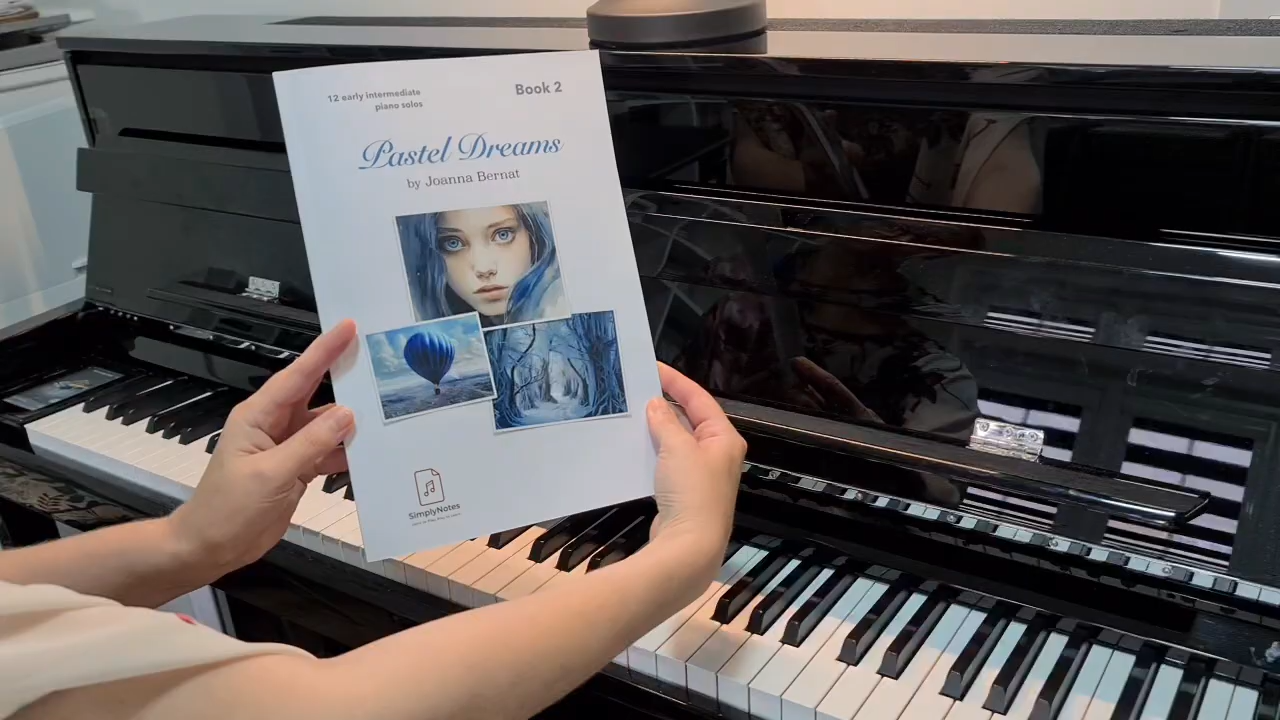 12 early intermediate
piano solos
Book 2
Pastel Dreams
by Joanna Bernat
SimplyNotes